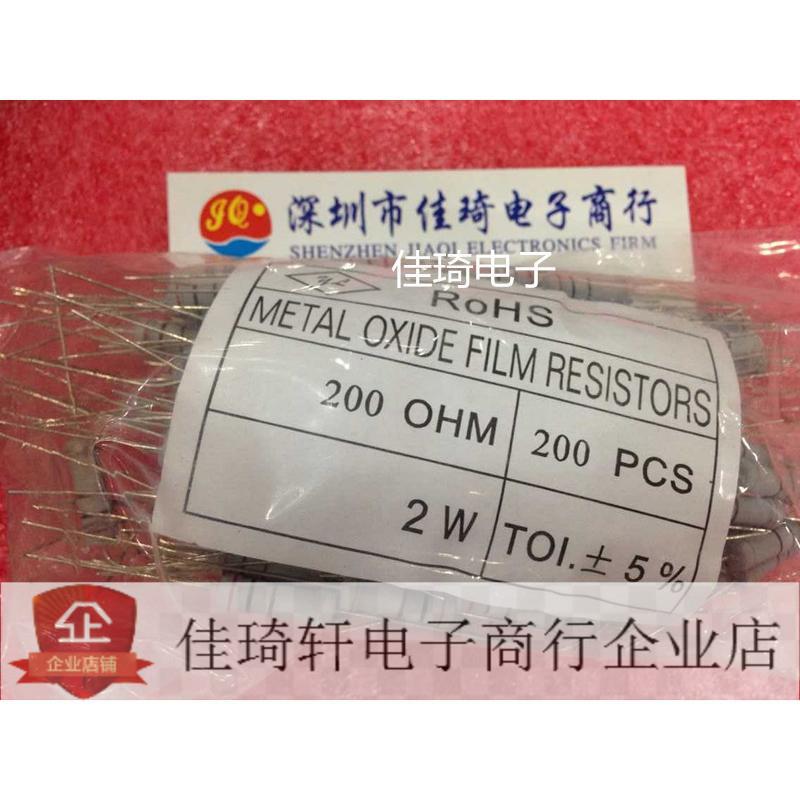 JQ
深圳市佳琦电子商行
SHENZHEN JIAQI ELECTRONICS FIRM
佳琦电子
RoHS
METAL OXIDE FILM RESISTORS
200 OHM
200 PCS
2 W
TOI. ± 5 %
企
企业店铺
佳琦轩电子商行企业店